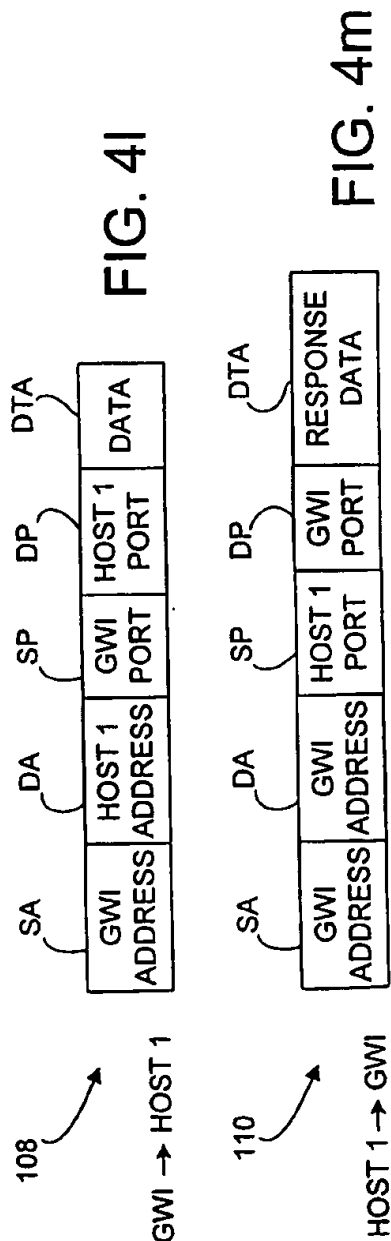 108
SA
DA
SP
DP
DTA
GWI ADDRESS
HOST 1 ADDRESS
GWI PORT
HOST 1 PORT
DATA
GWI → HOST 1
FIG. 4l
110
SA
DA
SP
DP
DTA
GWI ADDRESS
GWI ADDRESS
HOST 1 PORT
GWI PORT
RESPONSE DATA
HOST 1 → GWI
FIG. 4m